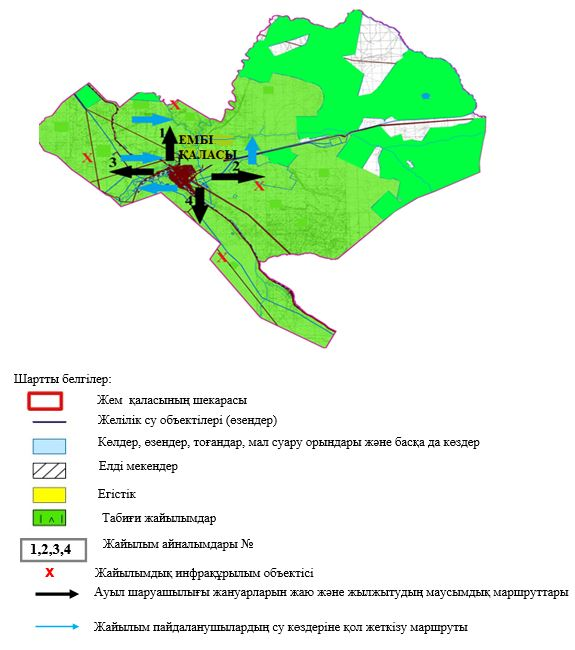 X
1
ЕМБІ
ҚАЛАСЫ
3
X
2
X
4
X
Шартты белгілер:
Жем қаласының шекарасы
Желілік су объектілері (өзендер)
Көлдер, өзендер, тоғандар, мал суару орындары және басқа да көздер
Елді мекендер
Егістік
Табиғи жайылымдар
1,2,3,4 Жайылым айналымдары №
X Жайылымдық инфрақұрылым объектісі
Ауыл шаруашылығы жануарларын жаю және жылжытудың маусымдық маршруттары
Жайылым пайдаланушылардың су көздеріне қол жеткізу маршруты